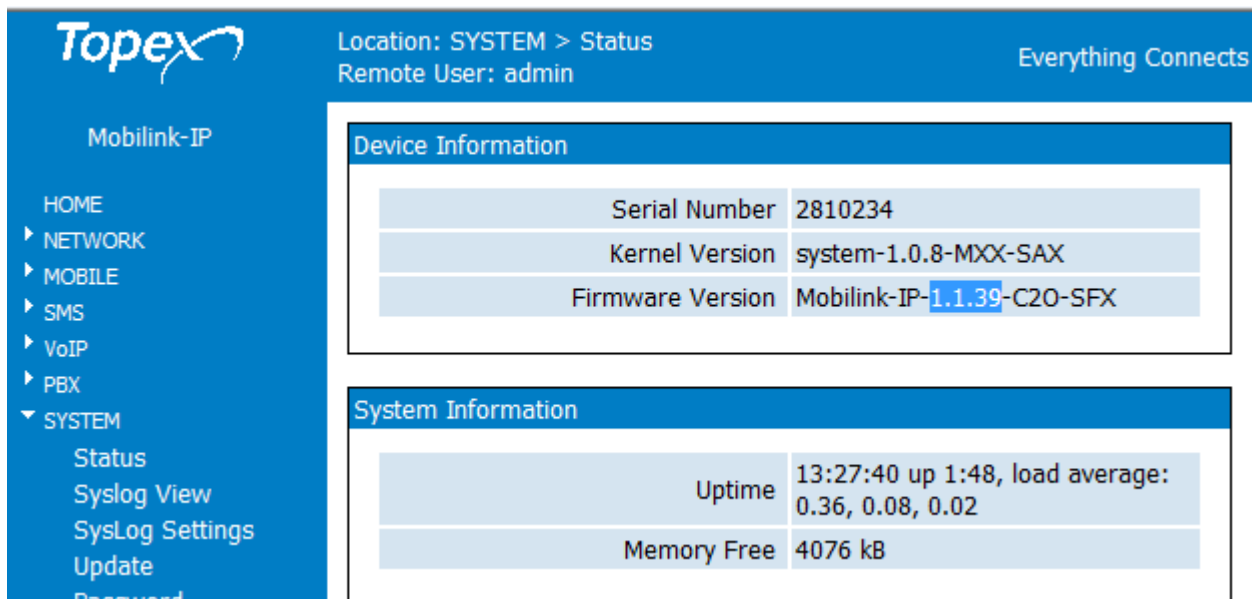 Topex
Location: SYSTEM > Status
Remote User: admin
Everything Connects
Mobilink-IP
HOME
NETWORK
MOBILE
SMS
VoIP
PBX
SYSTEM
Status
Syslog View
SysLog Settings
Update
Device Information
Serial Number 2810234
Kernel Version system-1.0.8-MXX-SAX
Firmware Version Mobilink-IP-1.1.39-C2O-SFX
System Information
Uptime 13:27:40 up 1:48, load average:
0.36, 0.08, 0.02
Memory Free 4076 kB